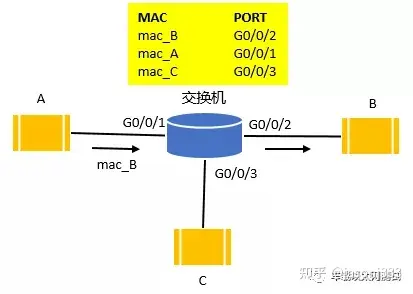 MAC PORT
mac_B G0/0/2
mac_A G0/0/1
mac_C G0/0/3
交换机
A
B
G0/0/1
G0/0/2
mac_B
G0/0/3
C
知乎